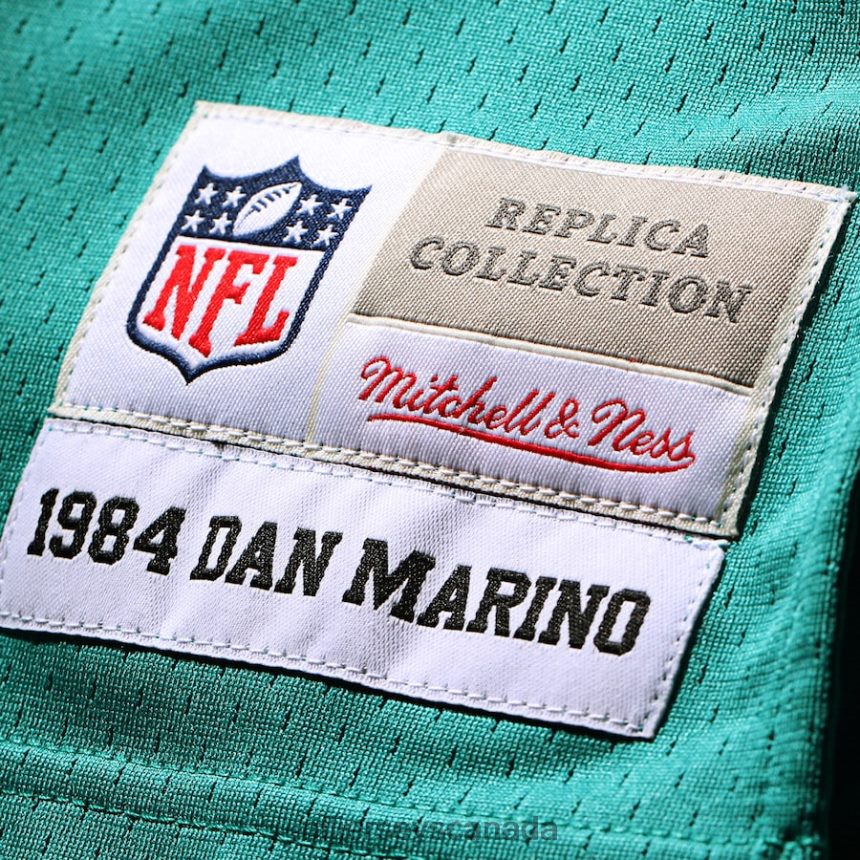 NFL
REPLICA
COLLECTION
Mitchell & Ness
1984 DAN MARINO